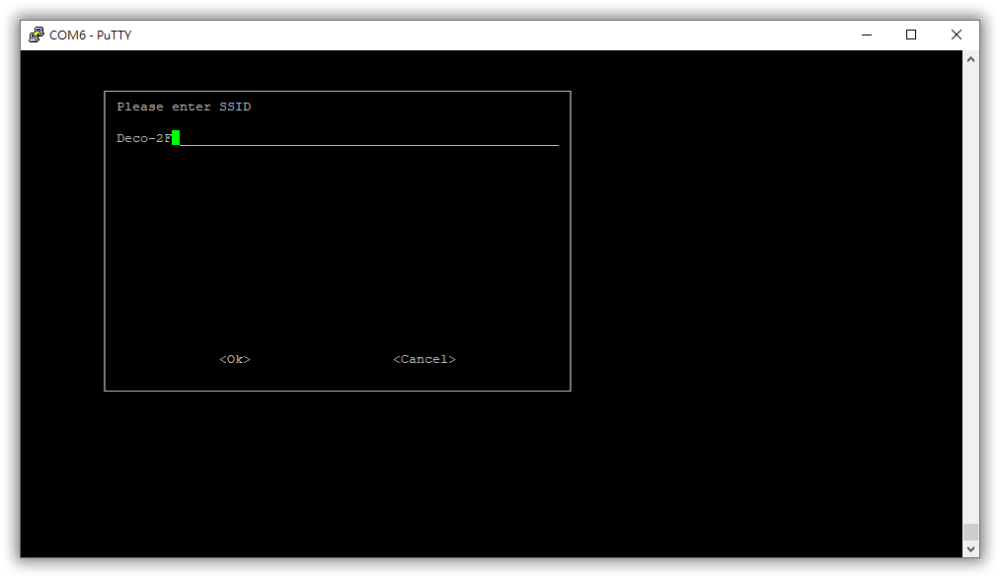 COM6 - PuTTY
Please enter SSID
Deco-2F
<Ok> <Cancel>